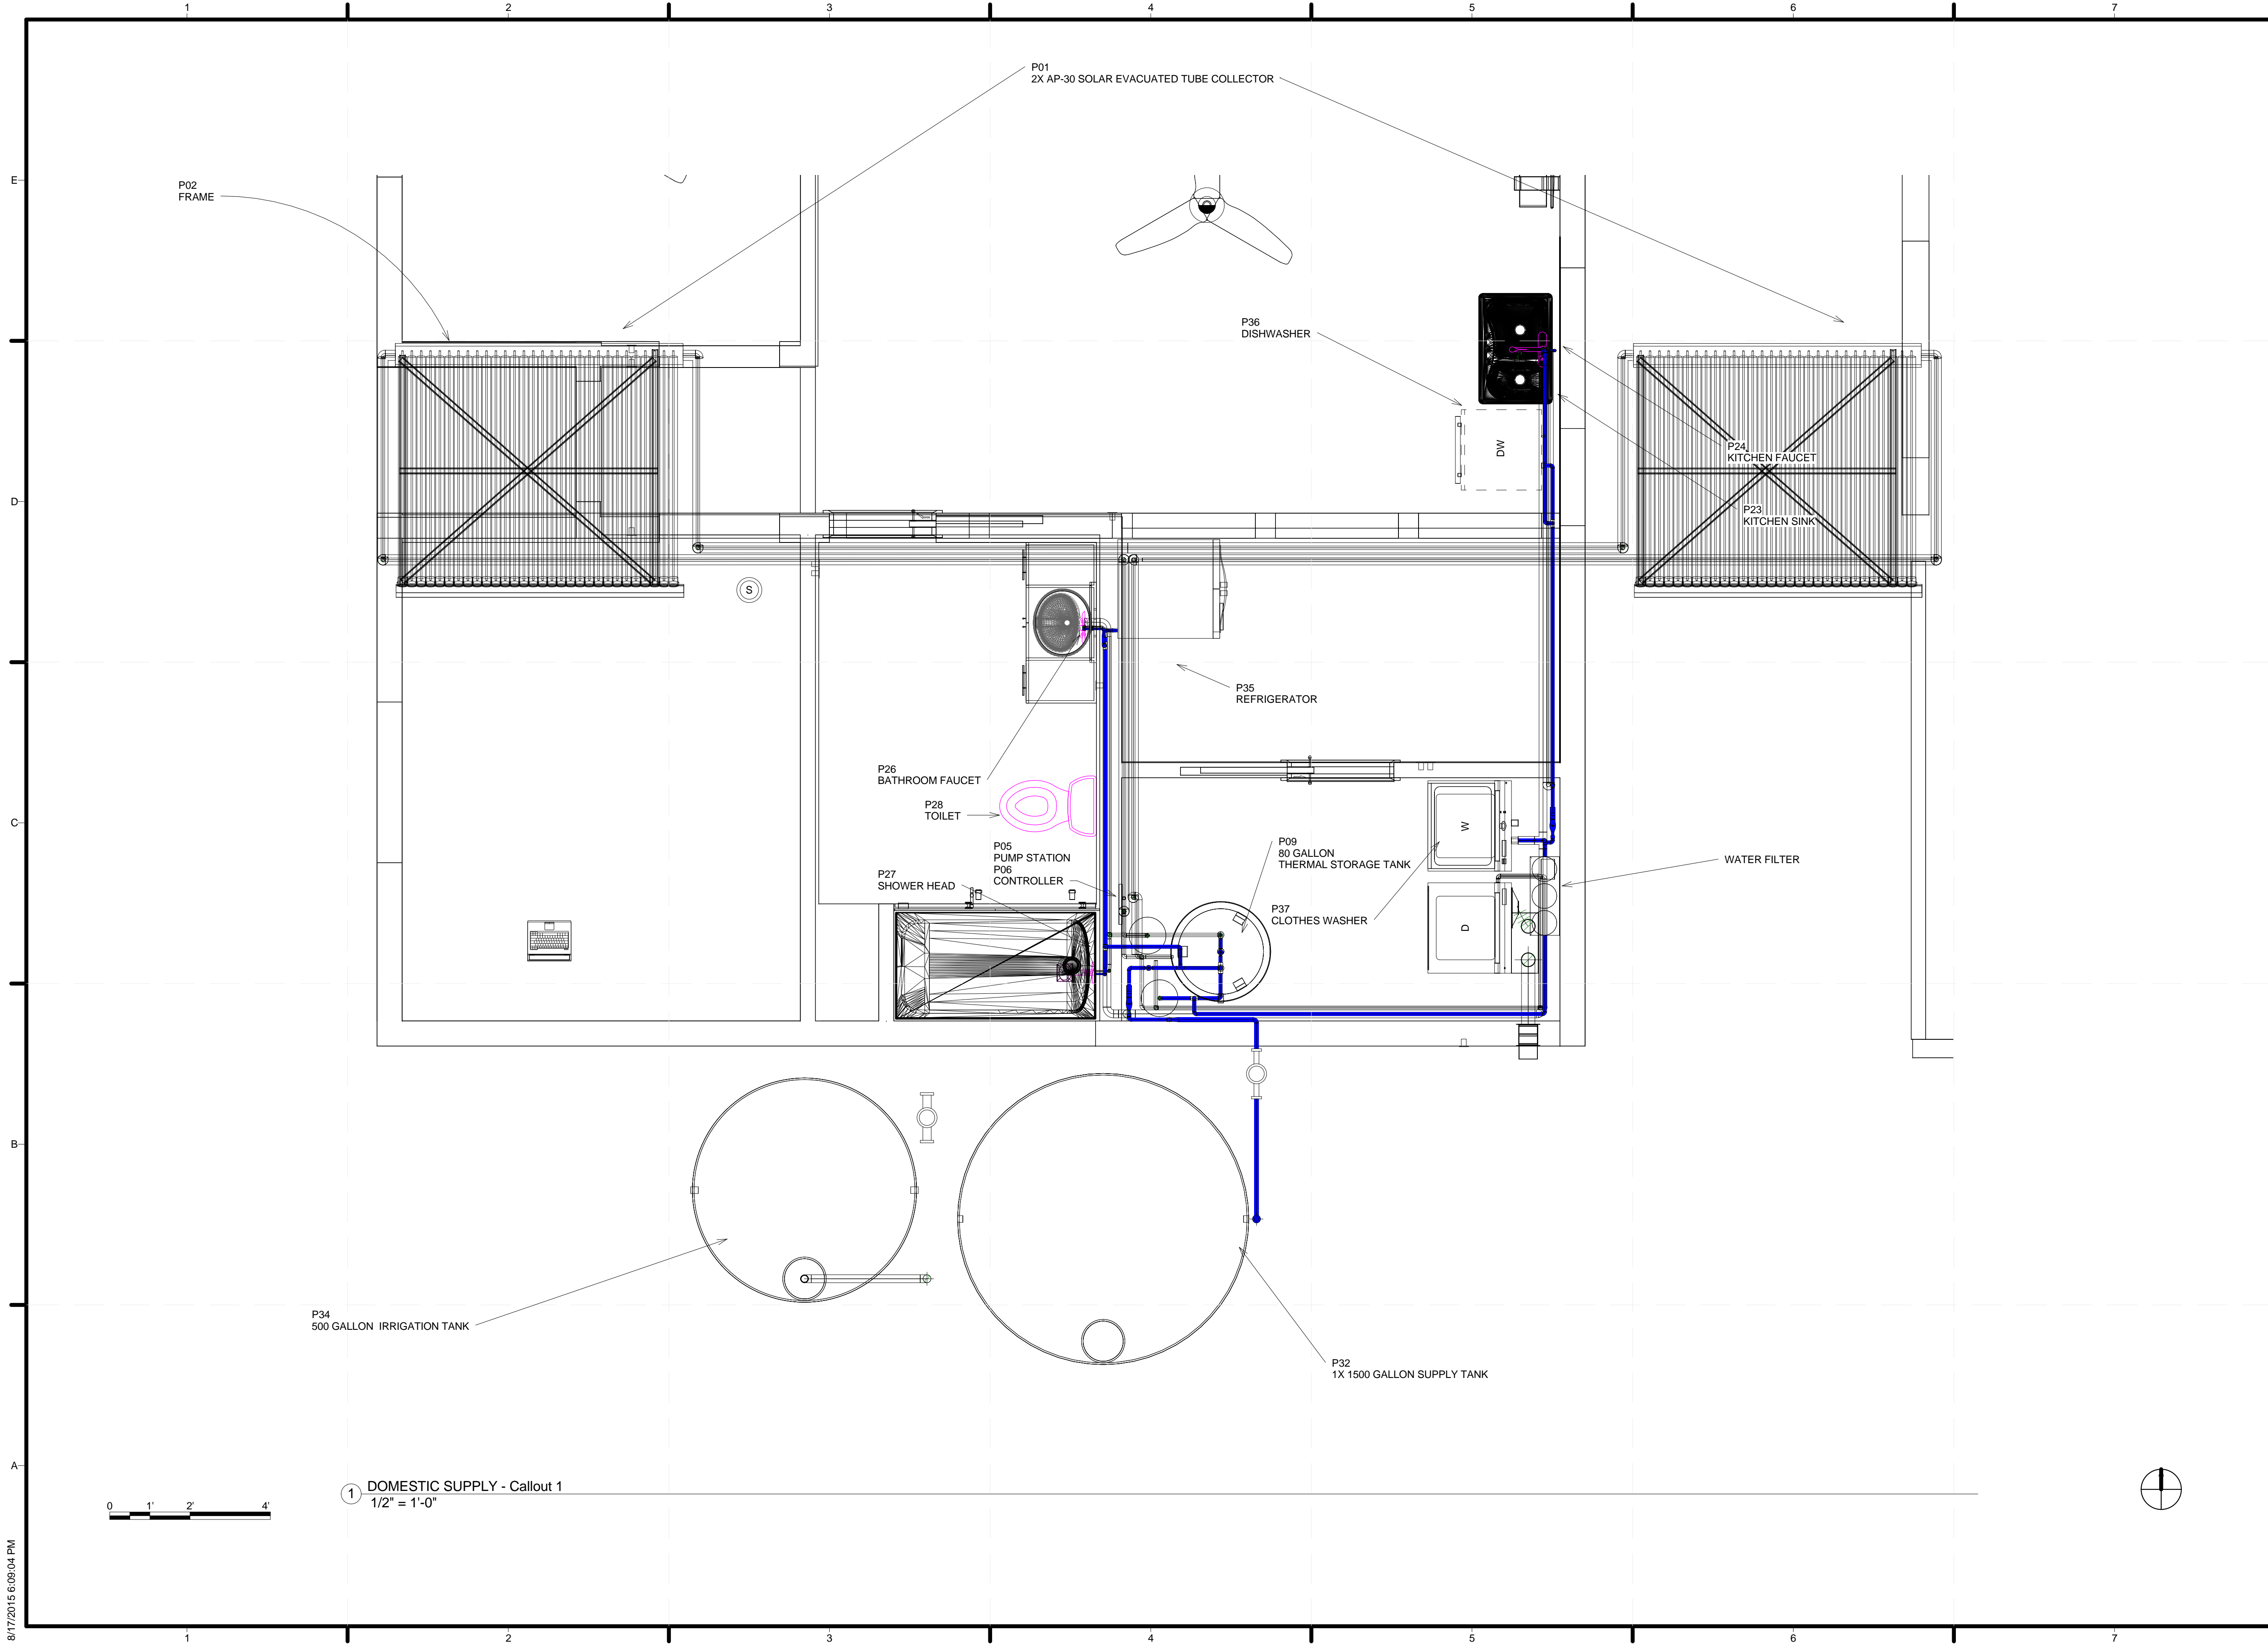 1 2 3 4 5 6 7
P01
2X AP-30 SOLAR EVACUATED TUBE COLLECTOR
E
P02
FRAME
P36
DISHWASHER
DW
P24
KITCHEN FAUCET
D
P23
KITCHEN SINK
S
P35
REFRIGERATOR
P26
BATHROOM FAUCET
P28
TOILET
C
W
P05
PUMP STATION
P06
CONTROLLER
P09
80 GALLON
THERMAL STORAGE TANK
WATER FILTER
P27
SHOWER HEAD
P37
CLOTHES WASHER
D
B
P34
500 GALLON IRRIGATION TANK
P32
1X 1500 GALLON SUPPLY TANK
A
1
DOMESTIC SUPPLY - Callout 1
1/2" = 1'-0"
0 1' 2' 4'
8/17/2015 6:09:04 PM
1 2 3 4 5 6 7